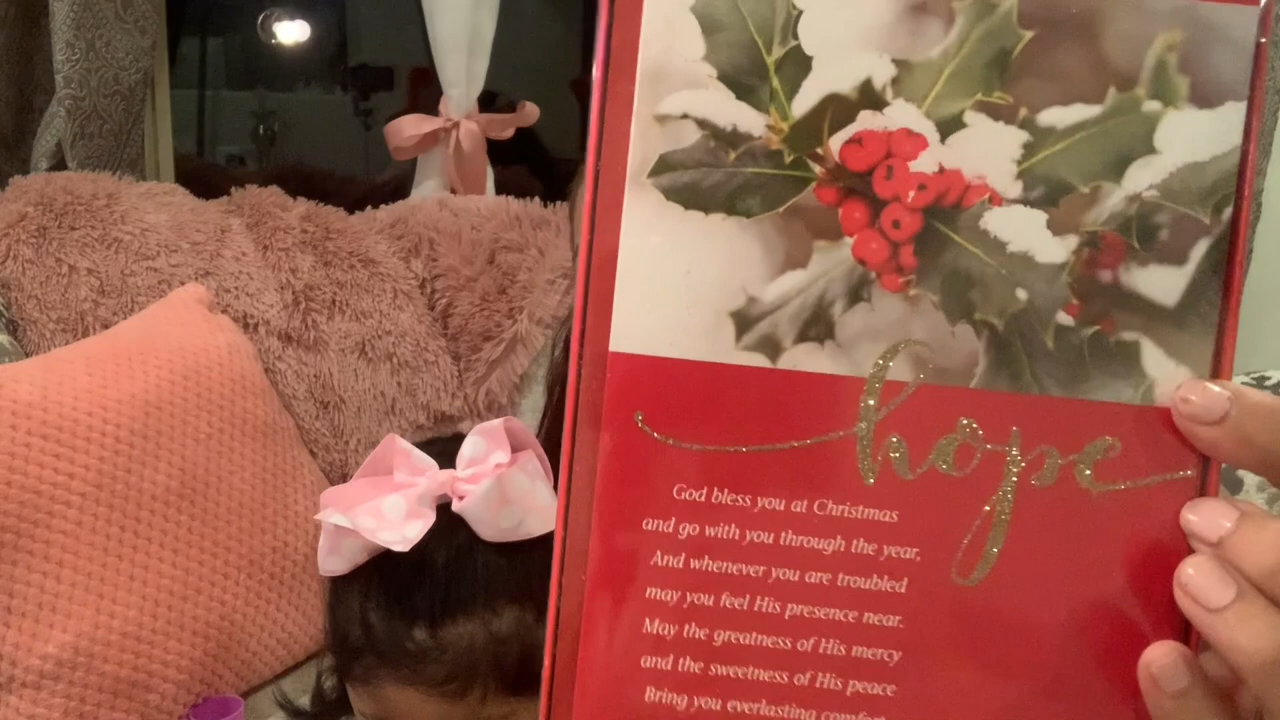 hope
God bless you at Christmas
and go with you through the year,
And whenever you are troubled
may you feel His presence near.
May the greatness of His mercy
and the sweetness of His peace
Bring you everlasting comfort